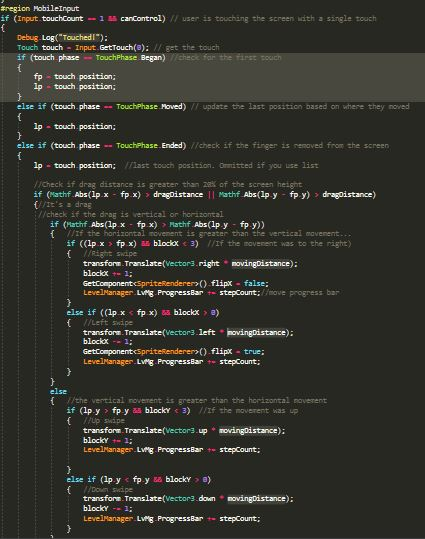 #region MobileInput
if (Input.touchCount == 1 && canControl) // user is touching the screen with a single touch
{
Debug.Log("Touched!");
Touch touch = Input.GetTouch(0); // get the touch
if (touch.phase == TouchPhase.Began) //check for the first touch
{
fp = touch.position;
lp = touch.position;
}
else if (touch.phase == TouchPhase.Moved) // update the last position based on where they moved
{
lp = touch.position;
}
else if (touch.phase == TouchPhase.Ended) //check if the finger is removed from the screen
{
lp = touch.position;  //last touch position. Ommitted if you use list
//Check if drag distance is greater than 20% of the screen height
if (Mathf.Abs(lp.x - fp.x) > dragDistance || Mathf.Abs(lp.y - fp.y) > dragDistance)
{//It's a drag
//check if the drag is vertical or horizontal
if (Mathf.Abs(lp.x - fp.x) > Mathf.Abs(lp.y - fp.y))
{   //If the horizontal movement is greater than the vertical movement...
if ((lp.x > fp.x) && blockX < 3)  //If the movement was to the right)
{   //Right swipe
transform.Translate(Vector3.right * movingDistance);
blockX += 1;
GetComponent<SpriteRenderer>().flipX = false;
LevelManager.LvMg.ProgressBar += stepCount;//move progress bar
}
else if ((lp.x < fp.x) && blockX > 0)
{   //Left swipe
transform.Translate(Vector3.left * movingDistance);
blockX -= 1;
GetComponent<SpriteRenderer>().flipX = true;
LevelManager.LvMg.ProgressBar += stepCount;
}
}
else
{   //the vertical movement is greater than the horizontal movement
if (lp.y > fp.y && blockY < 3)  //If the movement was up
{   //Up swipe
transform.Translate(Vector3.up * movingDistance);
blockY += 1;
LevelManager.LvMg.ProgressBar += stepCount;
}
else if (lp.y < fp.y && blockY > 0)
{   //Down swipe
transform.Translate(Vector3.down * movingDistance);
blockY -= 1;
LevelManager.LvMg.ProgressBar += stepCount;
}